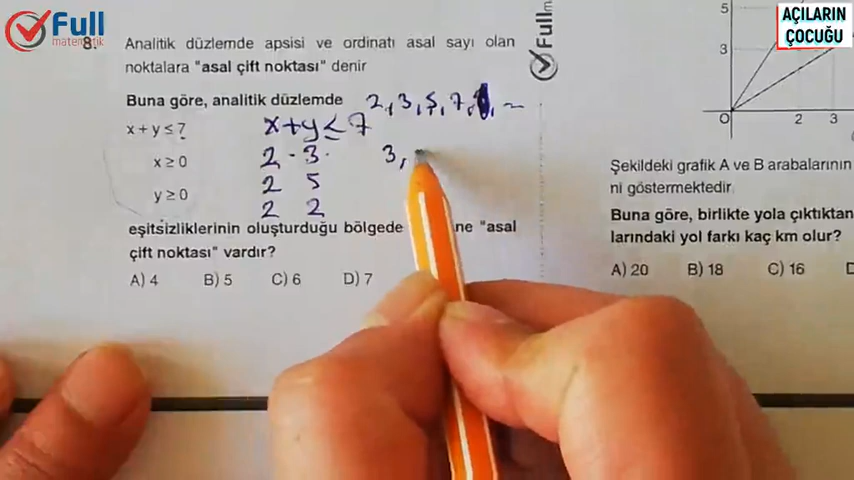 Full
matematik
AÇILARIN
ÇOCUĞU
8. Analitik düzlemde apsisi ve ordinatı asal sayı olan
noktalara "asal çift noktası" denir
Buna göre, analitik düzlemde
x + y ≤ 7
x ≥ 0
y ≥ 0
eşitsizliklerinin oluşturduğu bölgede ne "asal
çift noktası" vardır?
A) 4 B) 5 C) 6 D) 7
2, 3, 5, 7,
x+y ≤ 7
2 · 3 ·
2 5
2 2
3,
Full
5
3
O 2 3
Şekildeki grafik A ve B arabalarının
ni göstermektedir
Buna göre, birlikte yola çıktıktan
larındaki yol farkı kaç km olur?
A) 20 B) 18 C) 16